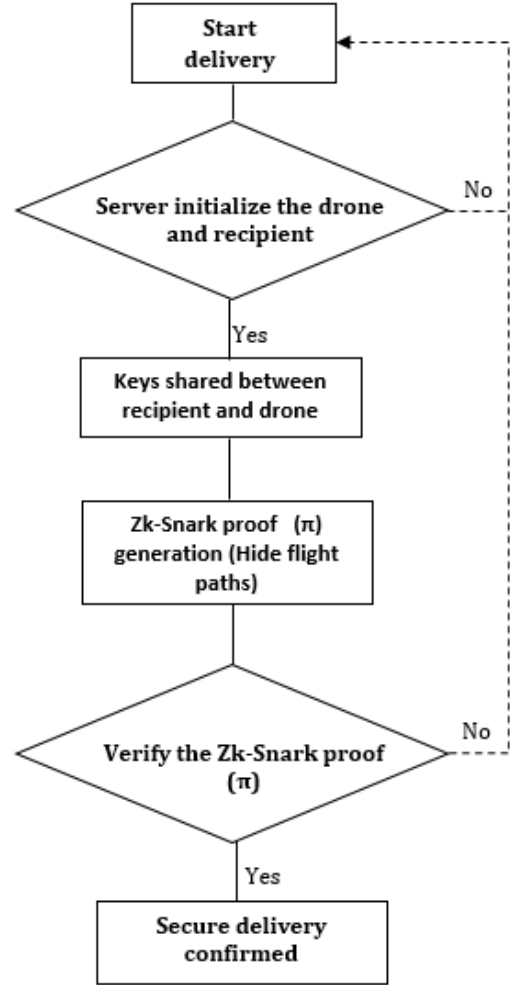 Start
delivery
No
Server initialize the drone
and recipient
Yes
Keys shared between
recipient and drone
Zk-Snark proof (π)
generation (Hide flight
paths)
No
Verify the Zk-Snark proof
(π)
Yes
Secure delivery
confirmed